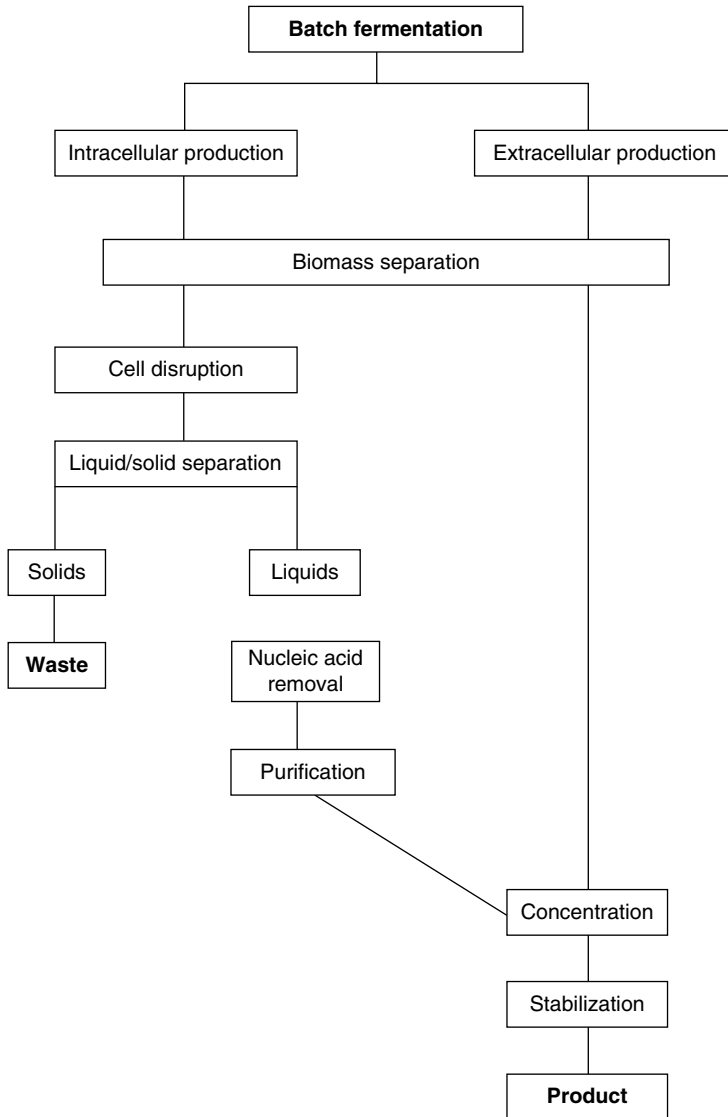 Batch fermentation
Intracellular production
Extracellular production
Biomass separation
Cell disruption
Liquid/solid separation
Solids
Liquids
Waste
Nucleic acid
removal
Purification
Concentration
Stabilization
Product